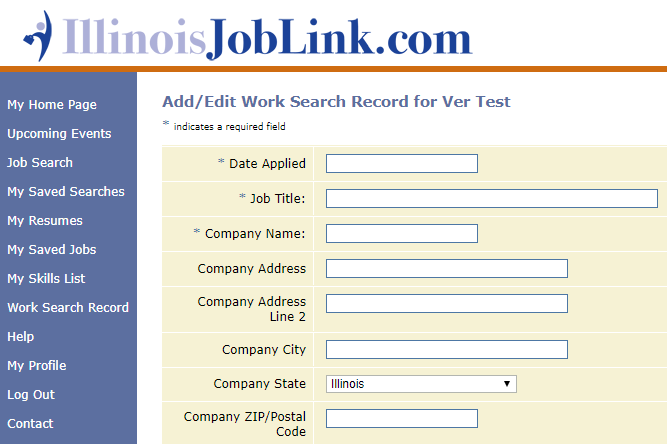 IllinoisJobLink.com
My Home Page
Upcoming Events
Job Search
My Saved Searches
My Resumes
My Saved Jobs
My Skills List
Work Search Record
Help
My Profile
Log Out
Contact
Add/Edit Work Search Record for Ver Test
* indicates a required field
* Date Applied
* Job Title:
* Company Name:
Company Address
Company Address
Line 2
Company City
Company State
Illinois
Company ZIP/Postal
Code